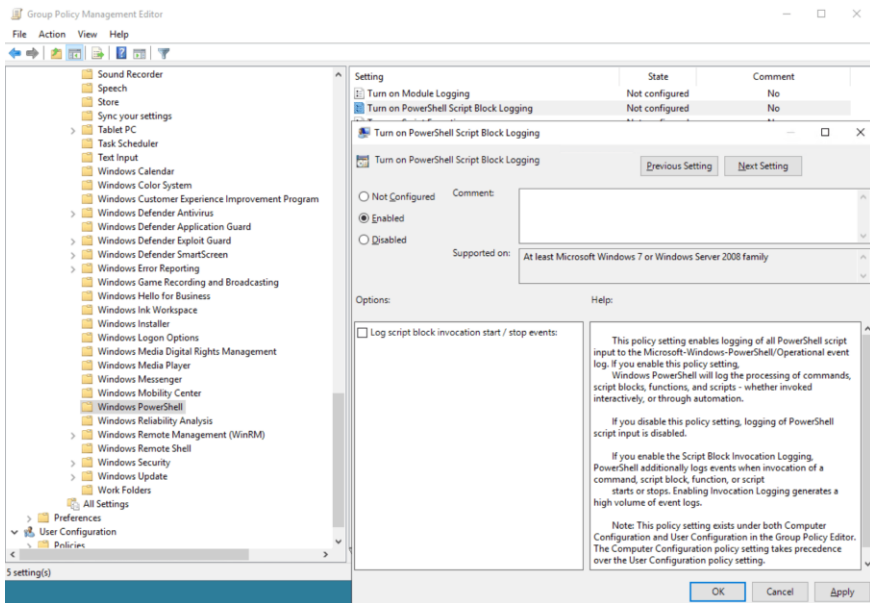 Group Policy Management Editor
File Action View Help
Sound Recorder
Speech
Store
Sync your settings
Tablet PC
Task Scheduler
Text Input
Windows Calendar
Windows Color System
Windows Customer Experience Improvement Program
Windows Defender Antivirus
Windows Defender Application Guard
Windows Defender Exploit Guard
Windows Defender SmartScreen
Windows Error Reporting
Windows Game Recording and Broadcasting
Windows Hello for Business
Windows Ink Workspace
Windows Installer
Windows Logon Options
Windows Media Digital Rights Management
Windows Media Player
Windows Messenger
Windows Mobility Center
Windows PowerShell
Windows Reliability Analysis
Windows Remote Management (WinRM)
Windows Remote Shell
Windows Security
Windows Update
Work Folders
All Settings
Preferences
User Configuration
Policies
5 setting(s)
Setting State Comment
Turn on Module Logging Not configured No
Turn on PowerShell Script Block Logging Not configured No
Turn on PowerShell Script Block Logging
Turn on PowerShell Script Block Logging
Previous Setting Next Setting
Not Configured Comment:
Enabled
Disabled
Supported on: At least Microsoft Windows 7 or Windows Server 2008 family
Options: Help:
Log script block invocation start / stop events:
This policy setting enables logging of all PowerShell script
input to the Microsoft-Windows-PowerShell/Operational event
log. If you enable this policy setting,
Windows PowerShell will log the processing of commands,
script blocks, functions, and scripts - whether invoked
interactively, or through automation.
If you disable this policy setting, logging of PowerShell
script input is disabled.
If you enable the Script Block Invocation Logging,
PowerShell additionally logs events when invocation of a
command, script block, function, or script
starts or stops. Enabling Invocation Logging generates a
high volume of event logs.
Note: This policy setting exists under both Computer
Configuration and User Configuration in the Group Policy Editor.
The Computer Configuration policy setting takes precedence
over the User Configuration policy setting.
OK Cancel Apply